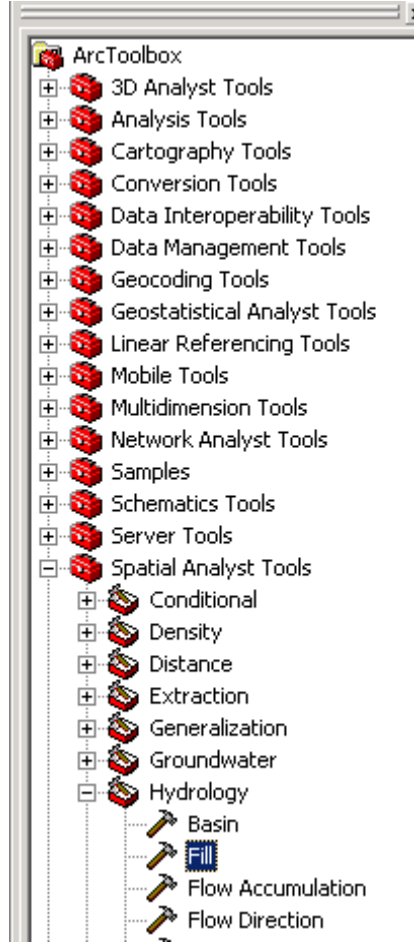 ArcToolbox
3D Analyst Tools
Analysis Tools
Cartography Tools
Conversion Tools
Data Interoperability Tools
Data Management Tools
Geocoding Tools
Geostatistical Analyst Tools
Linear Referencing Tools
Mobile Tools
Multidimension Tools
Network Analyst Tools
Samples
Schematics Tools
Server Tools
Spatial Analyst Tools
Conditional
Density
Distance
Extraction
Generalization
Groundwater
Hydrology
Basin
Fill
Flow Accumulation
Flow Direction